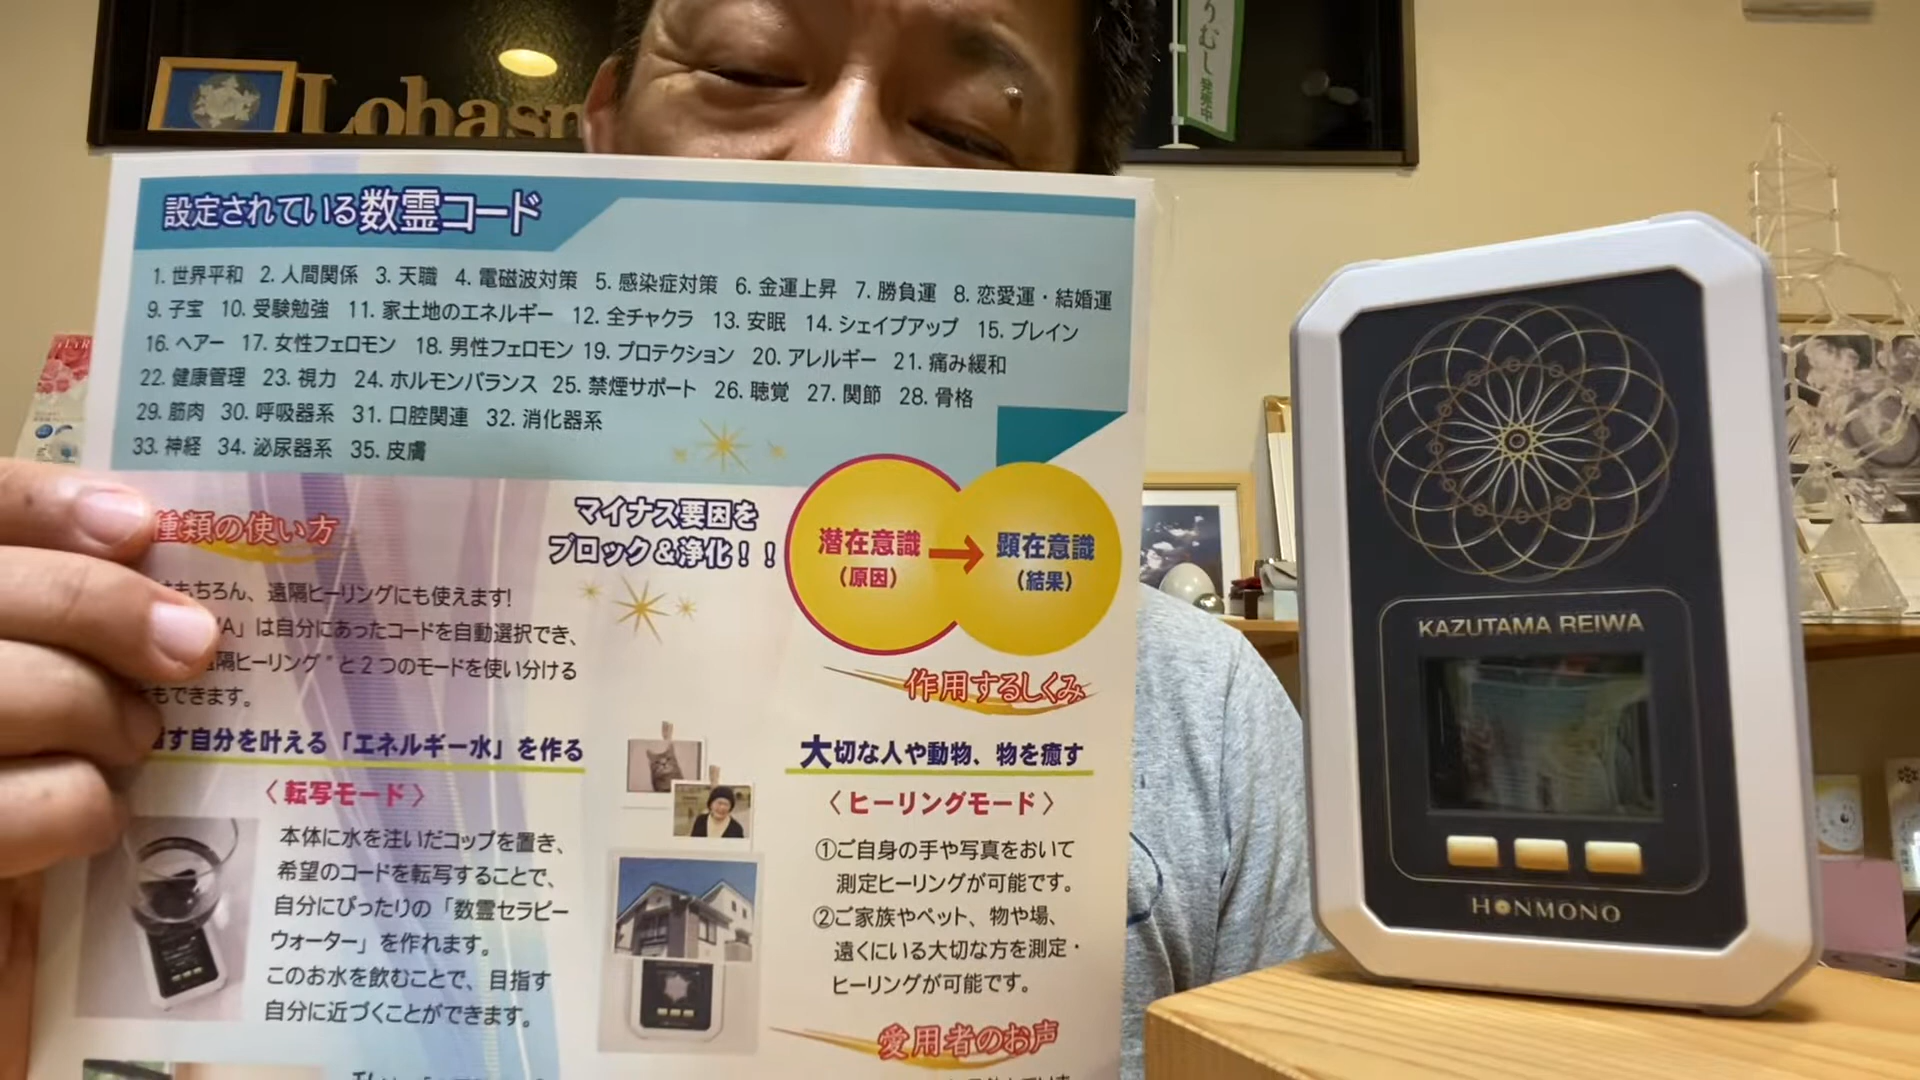 Lohas
りむし
発売中
設定されている数霊コード
1. 世界平和 2. 人間関係 3. 天職 4. 電磁波対策 5. 感染症対策 6. 金運上昇 7. 勝負運 8. 恋愛運・結婚運
9. 子宝 10. 受験勉強 11. 家土地のエネルギー 12. 全チャクラ 13. 安眠 14. シェイプアップ 15. ブレイン
16. ヘアー 17. 女性フェロモン 18. 男性フェロモン 19. プロテクション 20. アレルギー 21. 痛み緩和
22. 健康管理 23. 視力 24. ホルモンバランス 25. 禁煙サポート 26. 聴覚 27. 関節 28. 骨格
29. 筋肉 30. 呼吸器系 31. 口腔関連 32. 消化器系
33. 神経 34. 泌尿器系 35. 皮膚
種類の使い方
もちろん、遠隔ヒーリングにも使えます!
A」は自分にあったコードを自動選択でき、
隔ヒーリング"と2つのモードを使い分ける
もできます。
マイナス要因を
ブロック&浄化!!
潜在意識
(原因)
顕在意識
(結果)
作用するしくみ
す自分を叶える「エネルギー水」を作る
〈転写モード〉
本体に水を注いだコップを置き、
希望のコードを転写することで、
自分にぴったりの「数霊セラピー
ウォーター」を作れます。
このお水を飲むことで、目指す
自分に近づくことができます。
大切な人や動物、物を癒す
〈ヒーリングモード〉
①ご自身の手や写真をおいて
測定ヒーリングが可能です。
②ご家族やペット、物や場、
遠くにいる大切な方を測定・
ヒーリングが可能です。
愛用者のお声
KAZUTAMA REIWA
HONMONO